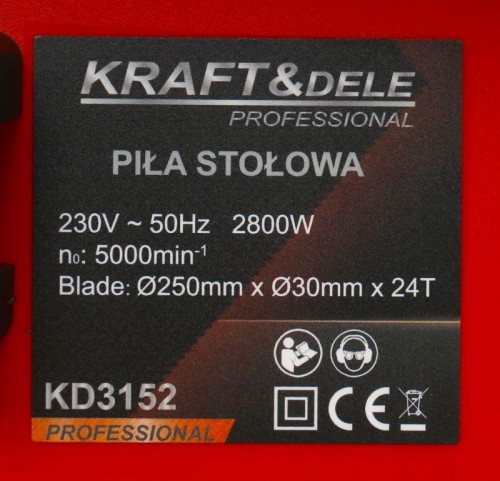 KRAFT&DELE
PROFESSIONAL
PIŁA STOŁOWA
230V ~ 50Hz 2800W
n₀: 5000min⁻¹
Blade: Ø250mm x Ø30mm x 24T
KD3152
CE
PROFESSIONAL